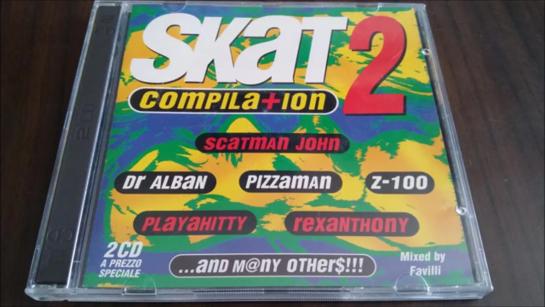 SKAT
COMPILA+ION 2
SCATMAN JOHN
DR ALBAN PIZZAMAN Z-100
PLAYAHITTY REXANTHONY
2CD
A PREZZO
SPECIALE
...AND M@NY OTHER$!!!
Mixed by
Favilli